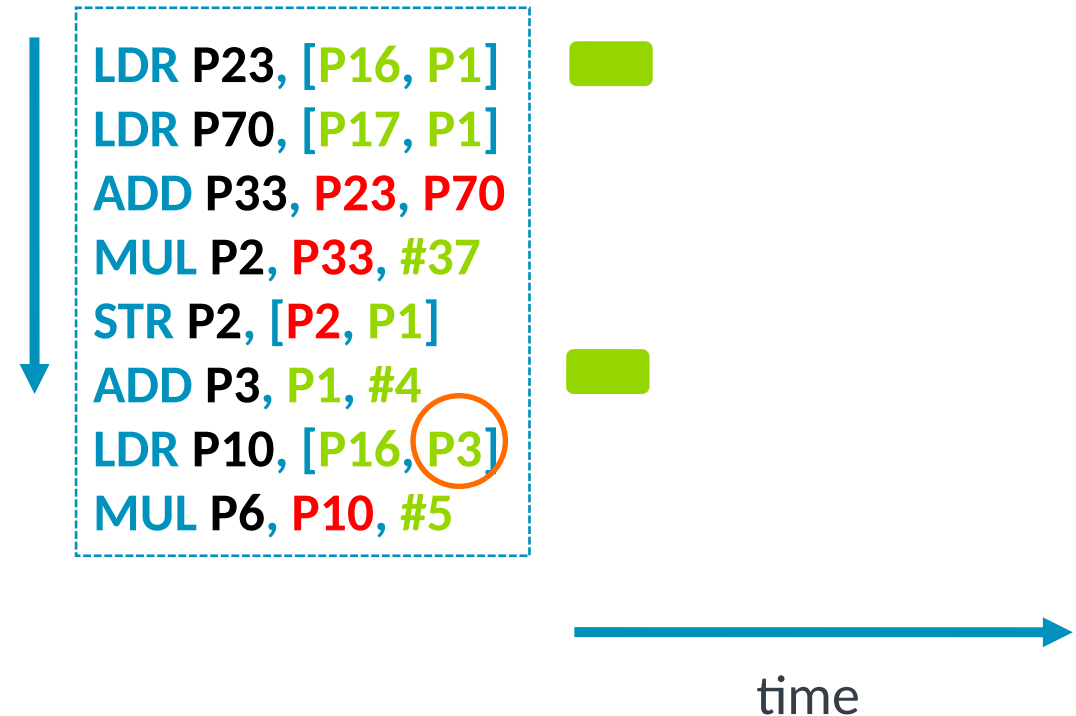 LDR P23, [P16, P1]
LDR P70, [P17, P1]
ADD P33, P23, P70
MUL P2, P33, #37
STR P2, [P2, P1]
ADD P3, P1, #4
LDR P10, [P16, P3]
MUL P6, P10, #5
time